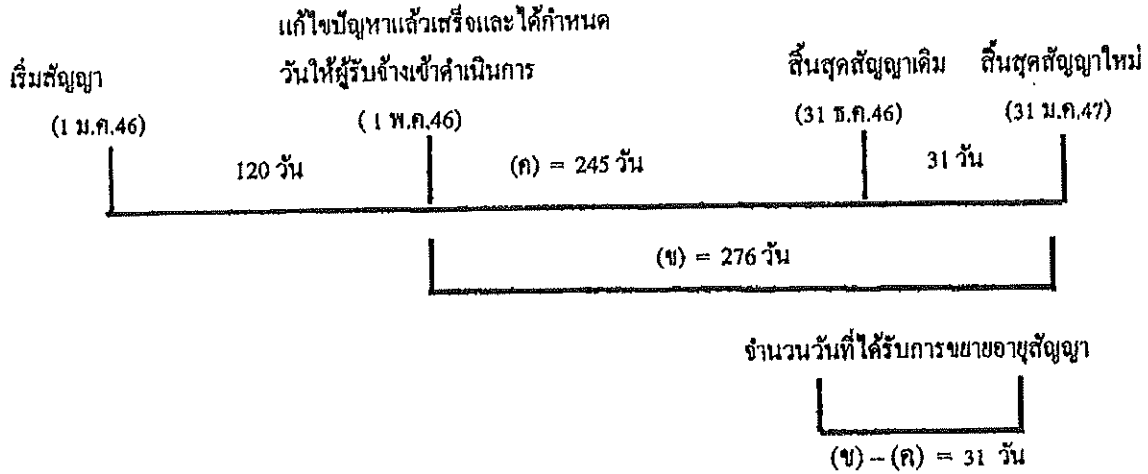 แก้ไขปัญหาแล้วเสร็จและได้กำหนด
วันให้ผู้รับจ้างเข้าดำเนินการ
เริ่มสัญญา
สิ้นสุดสัญญาเดิม
สิ้นสุดสัญญาใหม่
(1 ม.ค.46)
( 1 พ.ค.46)
(31 ธ.ค.46)
(31 ม.ค.47)
120 วัน
(ค) = 245 วัน
31 วัน
(ข) = 276 วัน
จำนวนวันที่ได้รับการขยายอายุสัญญา
(ข) – (ค) = 31 วัน